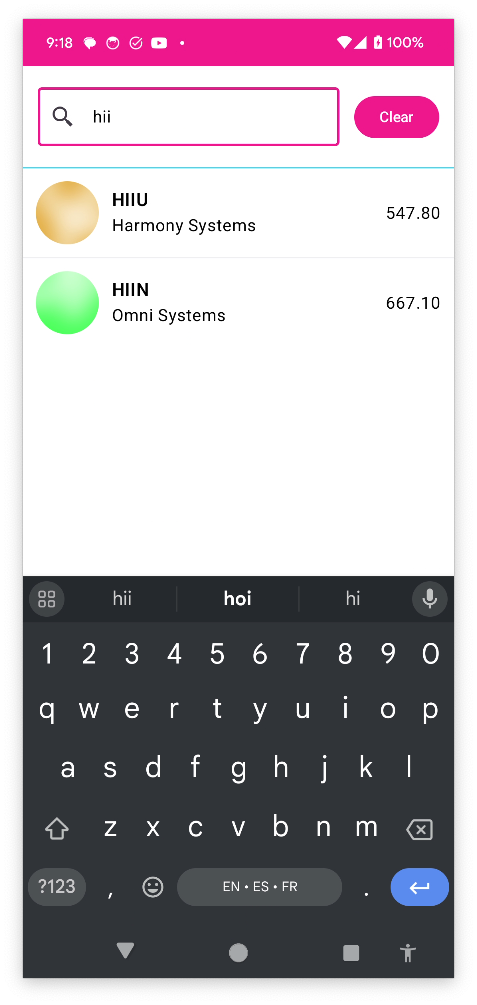 9:18 100%
hii Clear
HIIU
Harmony Systems 547.80
HIIN
Omni Systems 667.10
hii hoi hi
1 2 3 4 5 6 7 8 9 0
q w e r t y u i o p
a s d f g h j k l
z x c v b n m
?123 , EN • ES • FR .